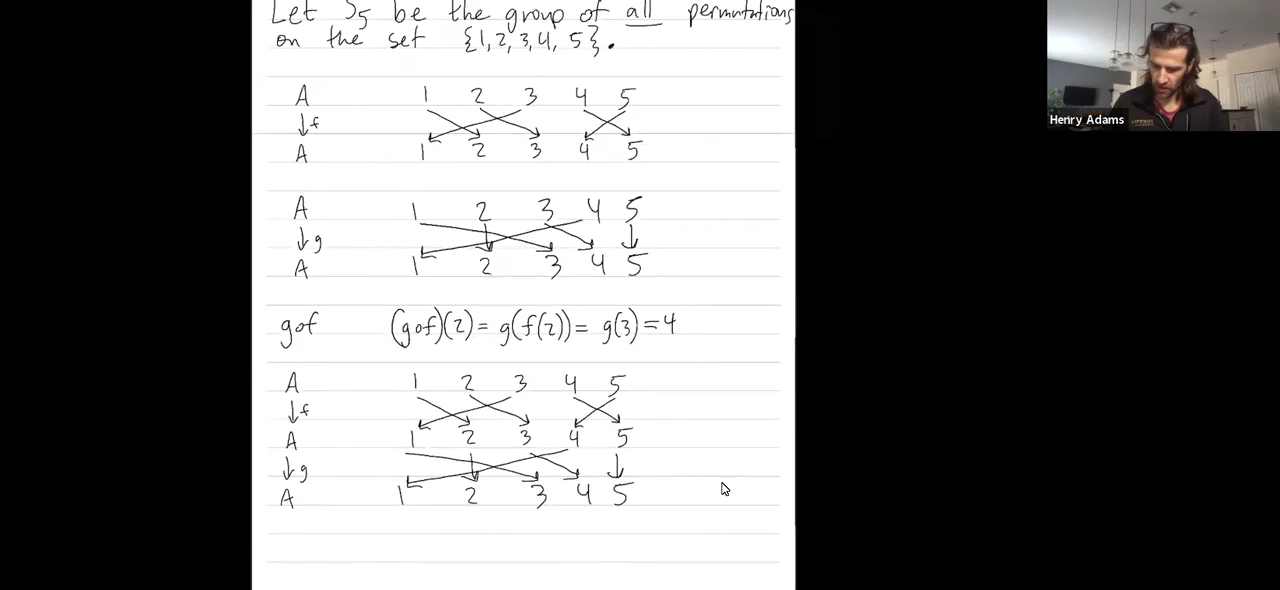 Let S5 be the group of all permutations
on the set {1, 2, 3, 4, 5}.
Henry Adams
A 1 2 3 4 5
↓f
A 1 2 3 4 5
A 1 2 3 4 5
↓g
A 1 2 3 4 5
g∘f (g∘f)(2) = g(f(2)) = g(3) = 4
A 1 2 3 4 5
↓f
A 1 2 3 4 5
↓g
A 1 2 3 4 5